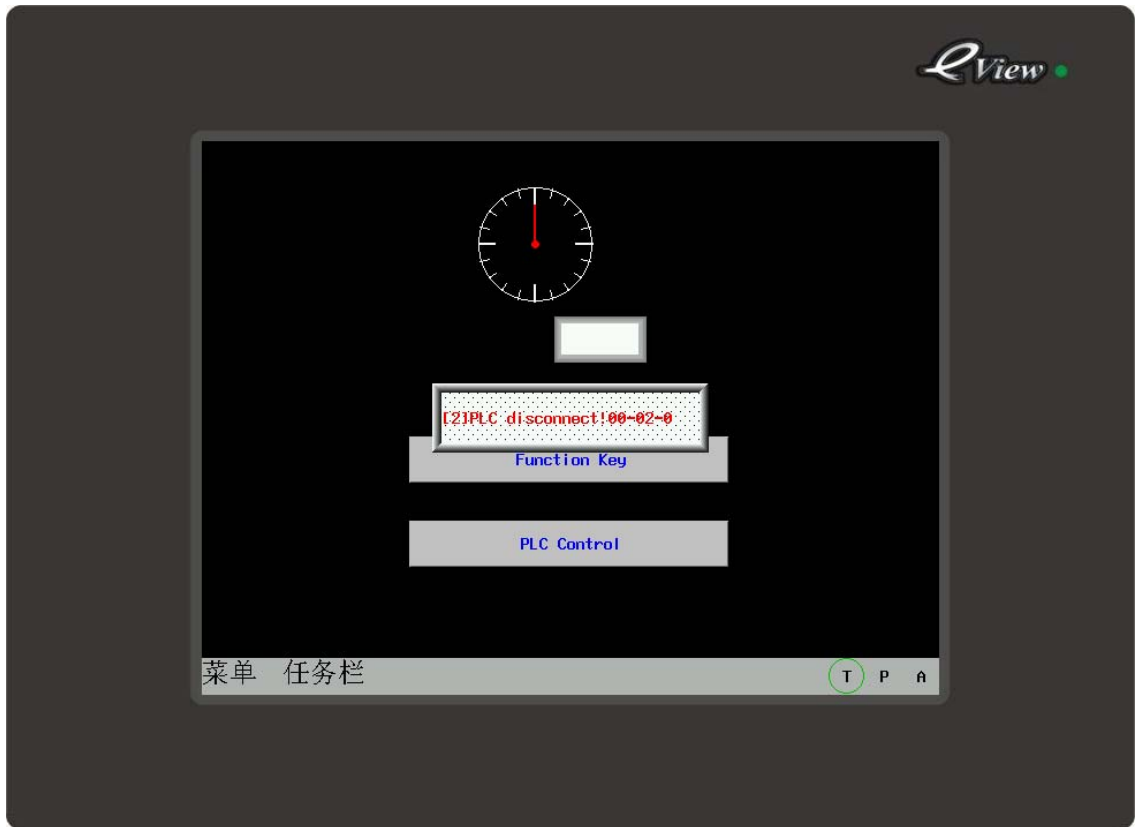 eView
[2]PLC disconnect!00-02-0
Function Key
PLC Control
菜单 任务栏 T P A